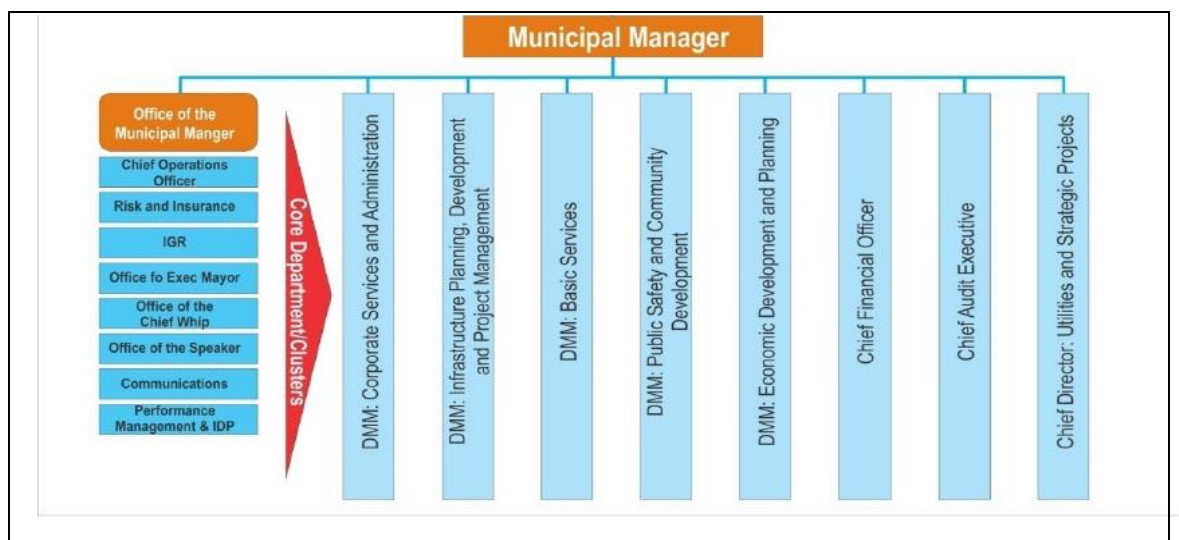 Municipal Manager
Office of the
Municipal Manger
Chief Operations
Officer
Risk and Insurance
IGR
Office fo Exec Mayor
Office of the
Chief Whip
Office of the Speaker
Communications
Performance
Management & IDP
Core Department/Clusters
DMM: Corporate Services and Administration
DMM: Infrastructure Planning, Development
and Project Management
DMM: Basic Services
DMM: Public Safety and Community
Development
DMM: Economic Development and Planning
Chief Financial Officer
Chief Audit Executive
Chief Director: Utilities and Strategic Projects